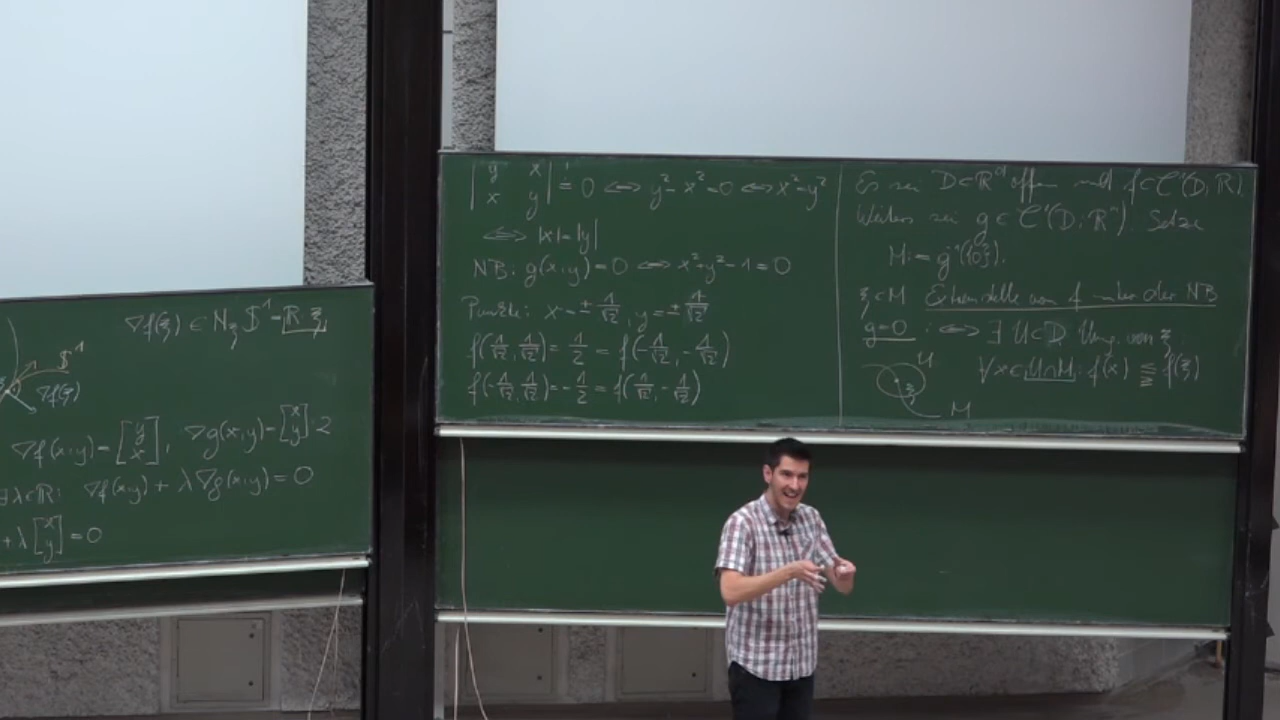 ∇f(ξ) ∈ N_ξ 𝕊¹ = ℝ·ξ
𝕊¹
∇f(ξ)
∇f(x,y) = [y x], ∇g(x,y) = [x y]·2
∃λ∈ℝ: ∇f(x,y) + λ∇g(x,y) = 0
+ λ [x y] = 0
| y x |
| x y | != 0 ⟺ y² - x² = 0 ⟺ x² = y²
⟺ |x| = |y|
NB: g(x,y) = 0 ⟺ x² + y² - 1 = 0
Punkte: x = ± 1/√2, y = ± 1/√2
f(1/√2, 1/√2) = 1/2 = f(-1/√2, -1/√2)
f(-1/√2, 1/√2) = -1/2 = f(1/√2, -1/√2)
Es sei D⊂ℝᵈ offen und f∈C¹(D, ℝ).
Weiters sei g∈C¹(D; ℝⁿ). Setze
M := g⁻¹({0}).
ξ∈M Extremstelle von f unter der NB
g=0 :⟺ ∃ U⊂D Umg. von ξ
∀x∈U∩M: f(x) ≦ ≧ f(ξ)
U
ξ
M